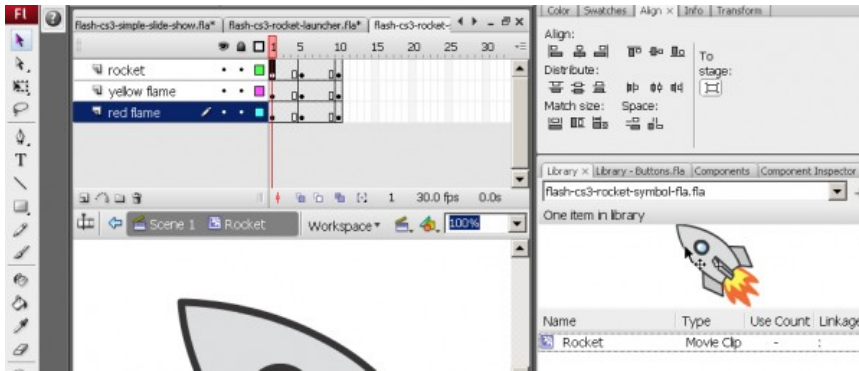 FL
flash-cs3-simple-slide-show.fla* flash-cs3-rocket-launcher.fla* flash-cs3-rocket-
1 5 10 15 20 25 30
rocket
yellow flame
red flame
1 30.0 fps 0.0s
Scene 1 Rocket Workspace 100%
Color Swatches Align × Info Transform
Align:
To
stage:
Distribute:
Match size: Space:
Library × Library - Buttons.fla Components Component Inspector
flash-cs3-rocket-symbol-fla.fla
One item in library
Name Type Use Count Linkage
Rocket Movie Clip - :